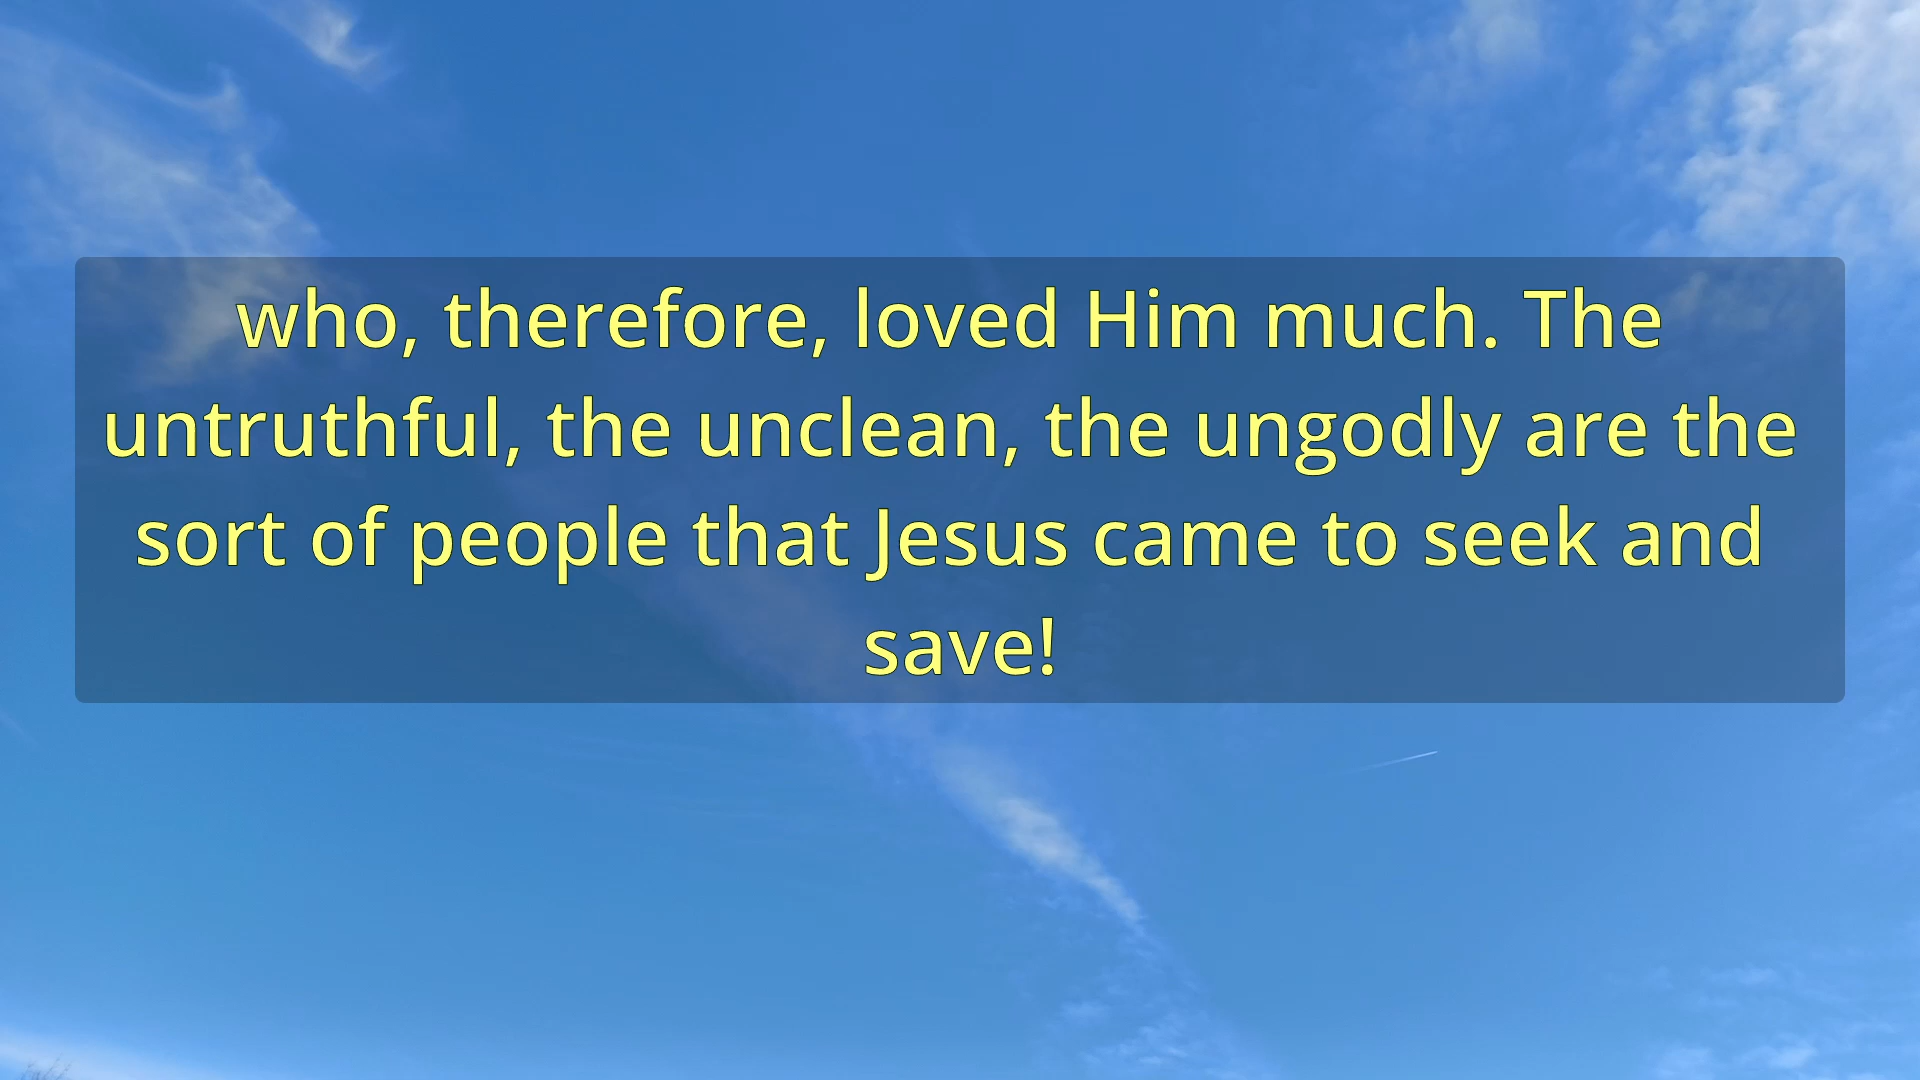 who, therefore, loved Him much. The
untruthful, the unclean, the ungodly are the
sort of people that Jesus came to seek and
save!